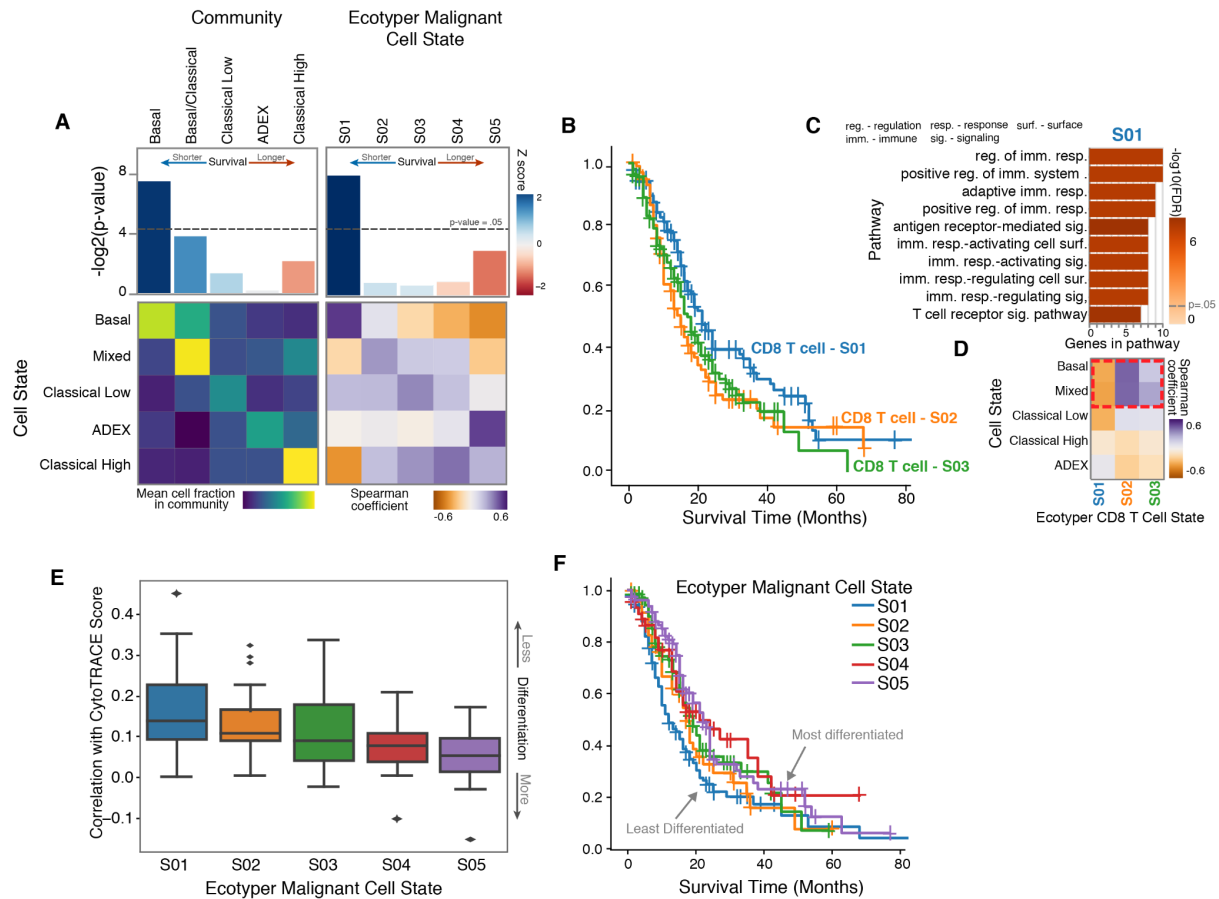 Community
Ecotyper Malignant
Cell State
A
Basal
Basal/Classical
Classical Low
ADEX
Classical High
S01
S02
S03
S04
S05
Shorter Survival Longer
Shorter Survival Longer
-log2(p-value)
8
4
0
p-value = .05
Z score
2
0
−2
Cell State
Basal
Mixed
Classical Low
ADEX
Classical High
Mean cell fraction
in community
Spearman
coefficient
-0.6
0.6
B
1.0
0.8
0.6
0.4
0.2
0.0
CD8 T cell - S01
CD8 T cell - S02
CD8 T cell - S03
0
20
40
60
80
Survival Time (Months)
C
reg. - regulation resp. - response surf. - surface
imm. - immune sig. - signaling
S01
Pathway
reg. of imm. resp.
positive reg. of imm. system .
adaptive imm. resp.
positive reg. of imm. resp.
antigen receptor-mediated sig.
imm. resp.-activating cell surf.
imm. resp.-activating sig.
imm. resp.-regulating cell sur.
imm. resp.-regulating sig,
T cell receptor sig. pathway
0
5
10
Genes in pathway
-log10(FDR)
6
p=.05
0
D
Cell State
Basal
Mixed
Classical Low
Classical High
ADEX
S01
S02
S03
Ecotyper CD8 T Cell State
Spearman
coefficient
0.6
-0.6
E
Correlation with CytoTRACE Score
0.4
0.3
0.2
0.1
0.0
−0.1
S01
S02
S03
S04
S05
Ecotyper Malignant Cell State
Less
Differentiation
More
F
1.0
0.8
0.6
0.4
0.2
0.0
Ecotyper Malignant Cell State
S01
S02
S03
S04
S05
Most differentiated
Least Differentiated
0
20
40
60
80
Survival Time (Months)